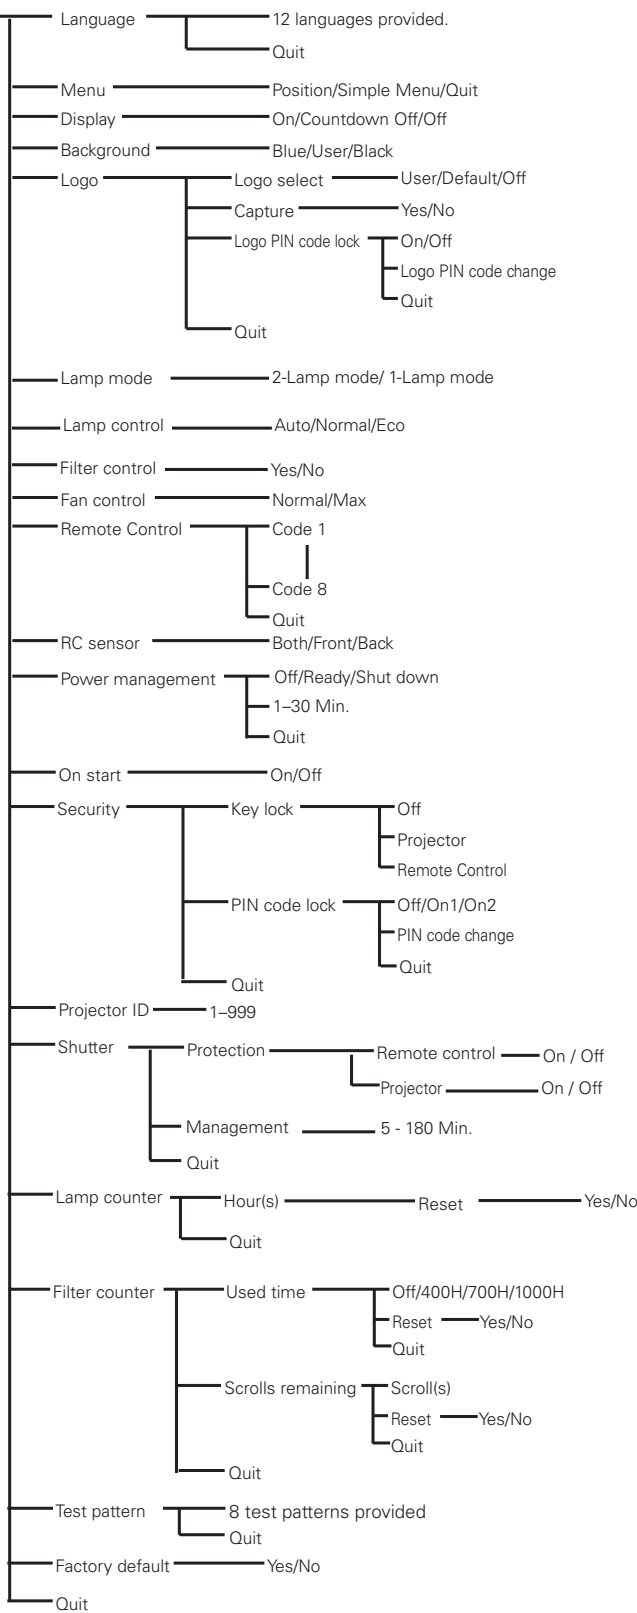 Language 12 languages provided.
Quit
Menu Position/Simple Menu/Quit
Display On/Countdown Off/Off
Background Blue/User/Black
Logo Logo select User/Default/Off
Capture Yes/No
Logo PIN code lock On/Off
Logo PIN code change
Quit
Quit
Lamp mode 2-Lamp mode/ 1-Lamp mode
Lamp control Auto/Normal/Eco
Filter control Yes/No
Fan control Normal/Max
Remote Control Code 1
Code 8
Quit
RC sensor Both/Front/Back
Power management Off/Ready/Shut down
1–30 Min.
Quit
On start On/Off
Security Key lock Off
Projector
Remote Control
PIN code lock Off/On1/On2
PIN code change
Quit
Quit
Projector ID 1–999
Shutter Protection Remote control On / Off
Projector On / Off
Management 5 - 180 Min.
Quit
Lamp counter Hour(s) Reset Yes/No
Quit
Filter counter Used time Off/400H/700H/1000H
Reset Yes/No
Quit
Scrolls remaining Scroll(s)
Reset Yes/No
Quit
Quit
Test pattern 8 test patterns provided
Quit
Factory default Yes/No
Quit